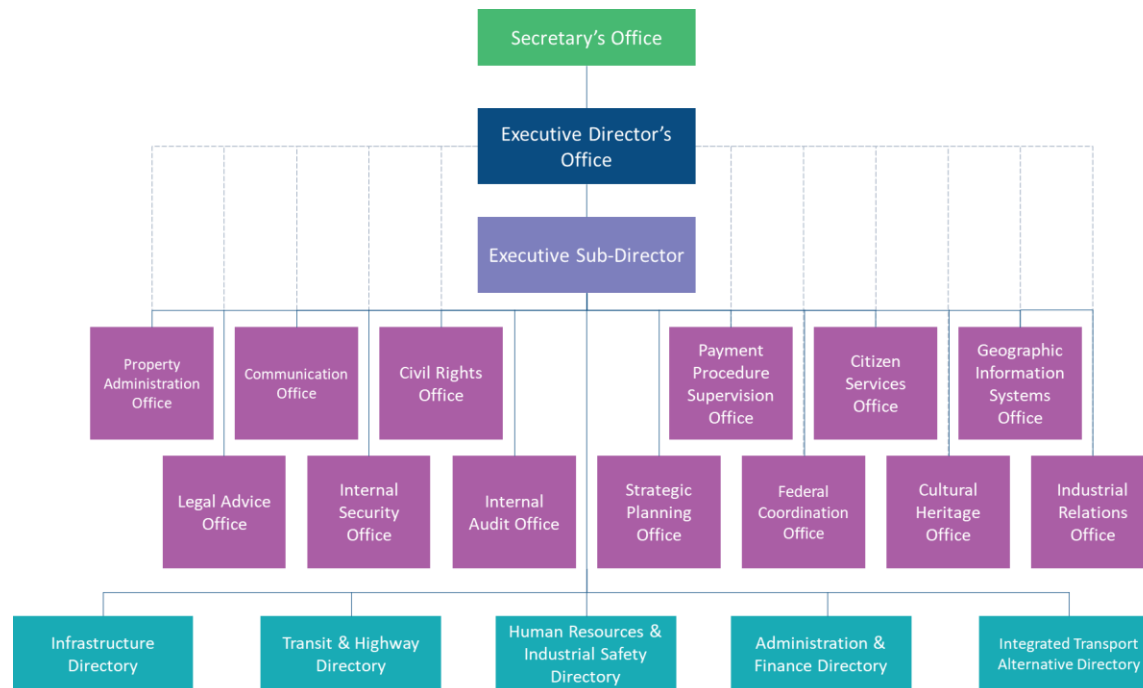 Secretary's Office
Executive Director's
Office
Executive Sub-Director
Property
Administration
Office
Communication
Office
Civil Rights
Office
Payment
Procedure
Supervision
Office
Citizen
Services
Office
Geographic
Information
Systems
Office
Legal Advice
Office
Internal
Security
Office
Internal
Audit Office
Strategic
Planning
Office
Federal
Coordination
Office
Cultural
Heritage
Office
Industrial
Relations
Office
Infrastructure
Directory
Transit & Highway
Directory
Human Resources &
Industrial Safety
Directory
Administration &
Finance Directory
Integrated Transport
Alternative Directory